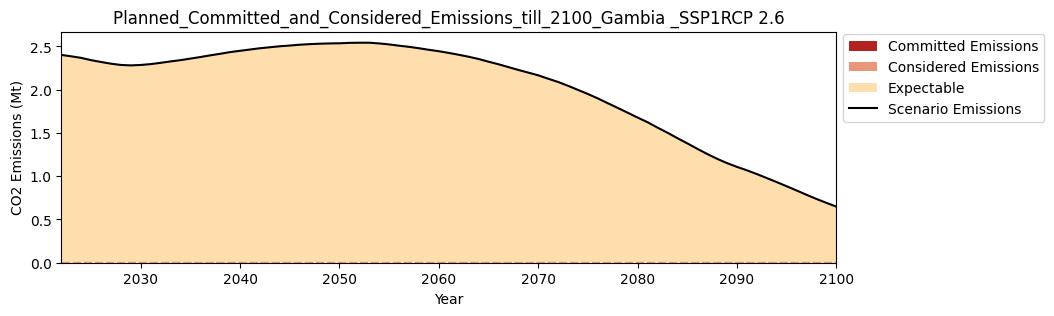 Planned_Committed_and_Considered_Emissions_till_2100_Gambia _SSP1RCP 2.6
2.5
2.0
1.5
1.0
0.5
0.0
CO2 Emissions (Mt)
2030 2040 2050 2060 2070 2080 2090 2100
Year
Committed Emissions
Considered Emissions
Expectable
Scenario Emissions